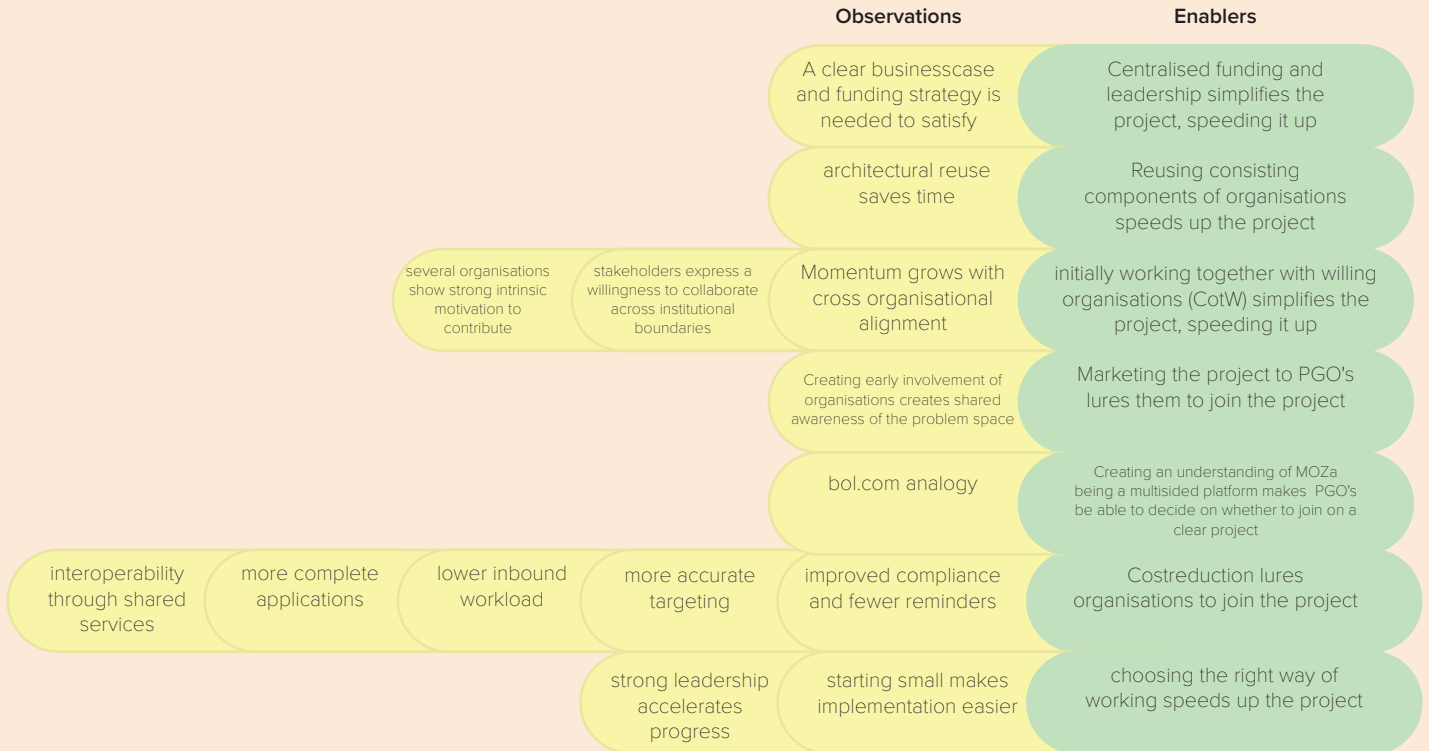 Observations
Enablers
A clear businesscase
and funding strategy is
needed to satisfy
Centralised funding and
leadership simplifies the
project, speeding it up
architectural reuse
saves time
Reusing consisting
components of organisations
speeds up the project
several organisations
show strong intrinsic
motivation to
contribute
stakeholders express a
willingness to collaborate
across institutional
boundaries
Momentum grows with
cross organisational
alignment
initially working together with willing
organisations (CotW) simplifies the
project, speeding it up
Creating early involvement of
organisations creates shared
awareness of the problem space
Marketing the project to PGO's
lures them to join the project
bol.com analogy
Creating an understanding of MOZa
being a multisided platform makes PGO's
be able to decide on whether to join on a
clear project
interoperability
through shared
services
more complete
applications
lower inbound
workload
more accurate
targeting
improved compliance
and fewer reminders
Costreduction lures
organisations to join the project
strong leadership
accelerates
progress
starting small makes
implementation easier
choosing the right way of
working speeds up the project